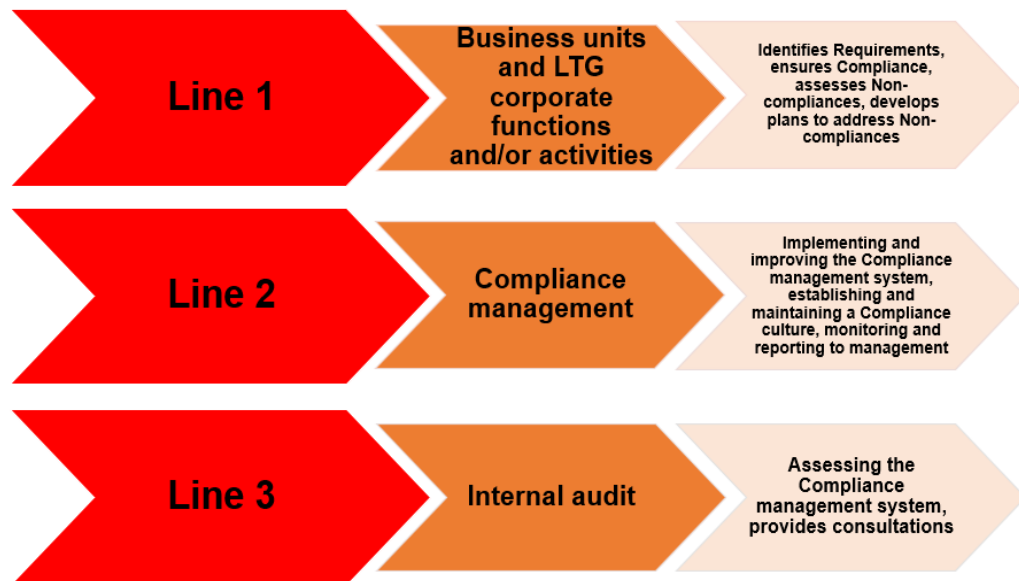 Line 1
Business units
and LTG
corporate
functions
and/or activities
Identifies Requirements,
ensures Compliance,
assesses Non-
compliances, develops
plans to address Non-
compliances
Line 2
Compliance
management
Implementing and
improving the Compliance
management system,
establishing and
maintaining a Compliance
culture, monitoring and
reporting to management
Line 3
Internal audit
Assessing the
Compliance
management system,
provides consultations